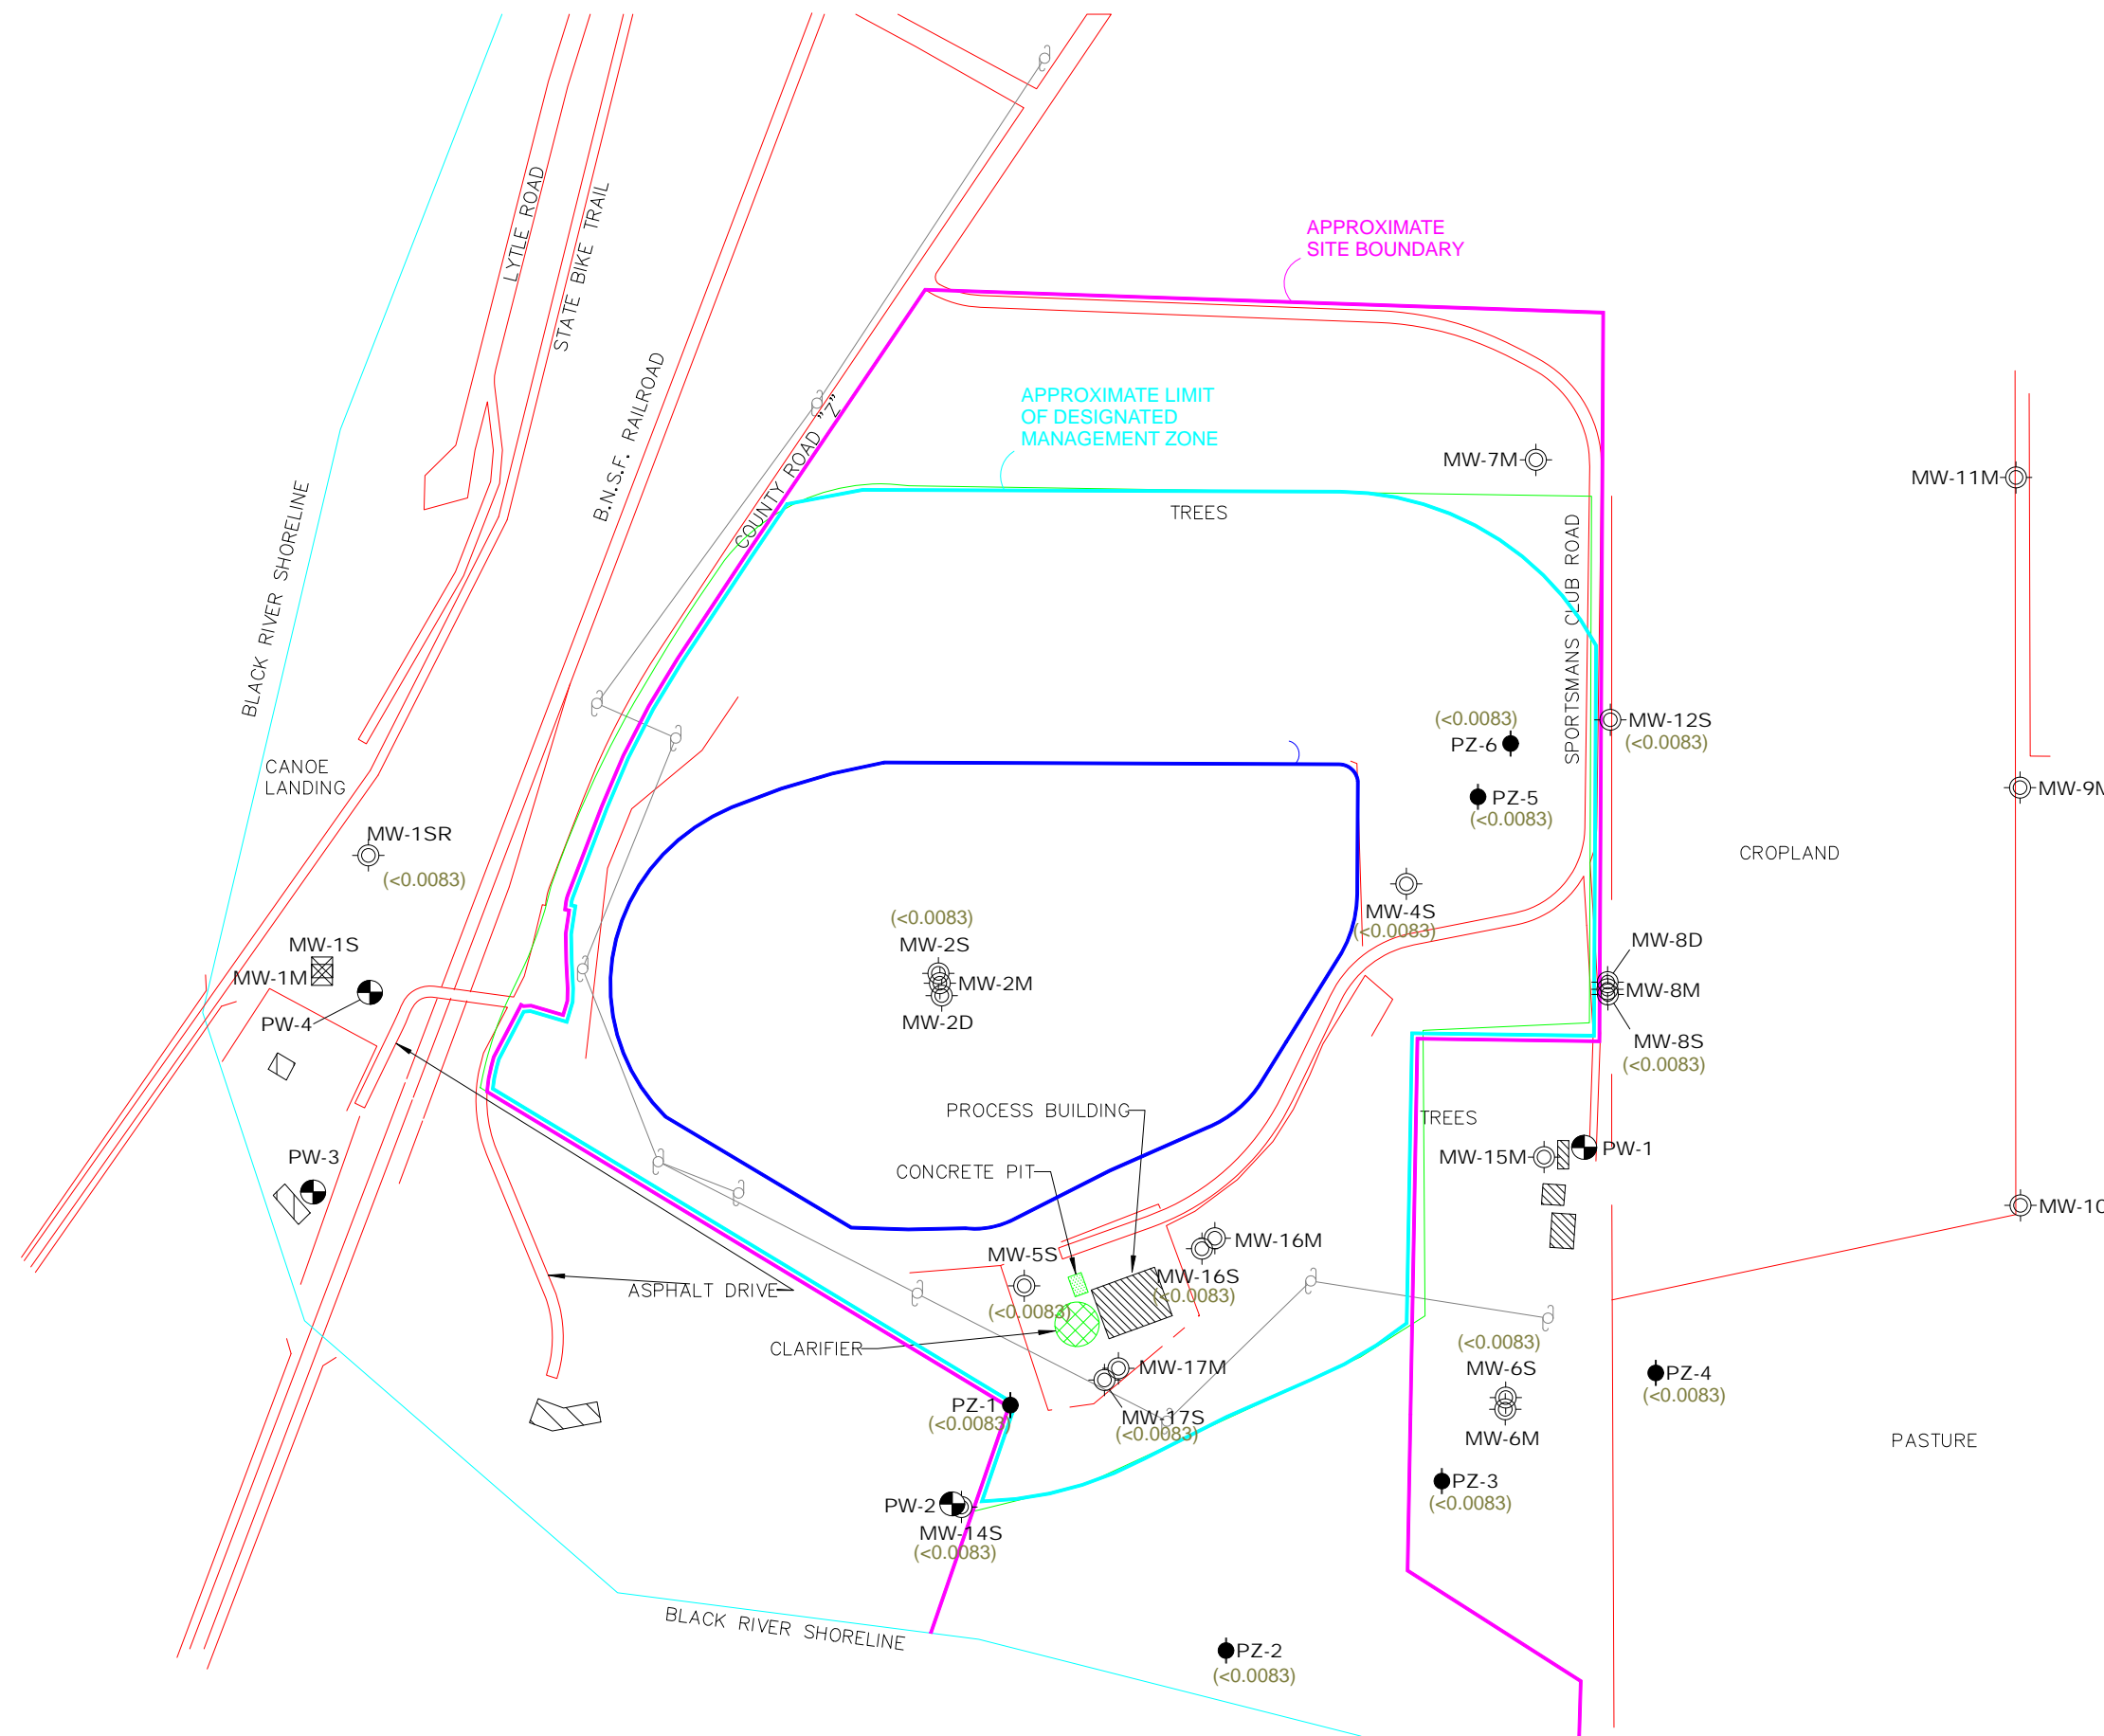 LYTLE ROAD
STATE BIKE TRAIL
B.N.S.F. RAILROAD
COUNTY ROAD "Z"
BLACK RIVER SHORELINE
APPROXIMATE
SITE BOUNDARY
APPROXIMATE LIMIT
OF DESIGNATED
MANAGEMENT ZONE
MW-7M
MW-11M
TREES
SPORTSMANS CLUB ROAD
(<0.0083)
PZ-6
MW-12S
(<0.0083)
PZ-5
(<0.0083)
MW-9M
CANOE
LANDING
MW-1SR
(<0.0083)
CROPLAND
MW-4S
(<0.0083)
(<0.0083)
MW-2S
MW-2M
MW-2D
MW-1S
MW-1M
PW-4
MW-8D
MW-8M
MW-8S
(<0.0083)
PROCESS BUILDING
TREES
MW-15M
PW-1
PW-3
CONCRETE PIT
MW-10
MW-5S
(<0.0083)
MW-16M
MW-16S
(<0.0083)
ASPHALT DRIVE
CLARIFIER
MW-17M
MW-17S
(<0.0083)
(<0.0083)
MW-6S
MW-6M
PZ-4
(<0.0083)
PZ-1
(<0.0083)
PASTURE
PZ-3
(<0.0083)
PW-2
MW-14S
(<0.0083)
BLACK RIVER SHORELINE
PZ-2
(<0.0083)